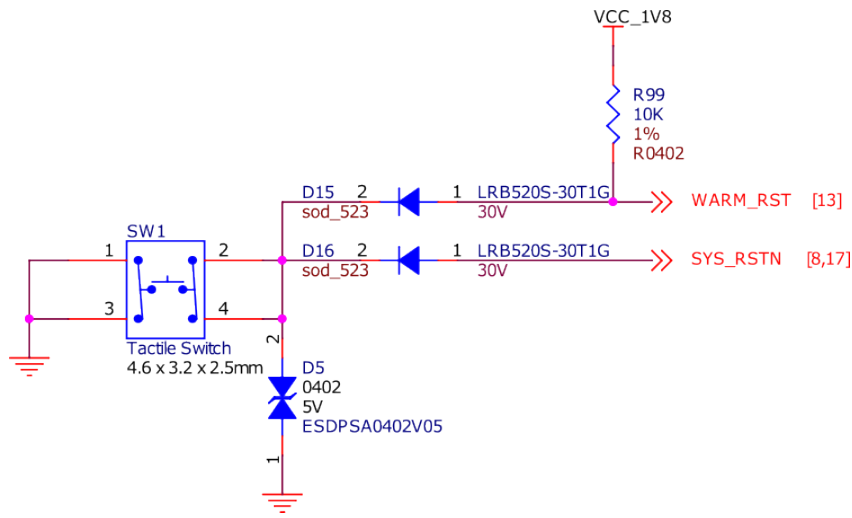 VCC_1V8
R99
10K
1%
R0402
D15 2 1 LRB520S-30T1G
sod_523 30V
WARM_RST [13]
SW1
1 2
D16 2 1 LRB520S-30T1G
sod_523 30V
SYS_RSTN [8,17]
3 4
Tactile Switch
4.6 x 3.2 x 2.5mm
2
D5
0402
5V
ESDPSA0402V05
1